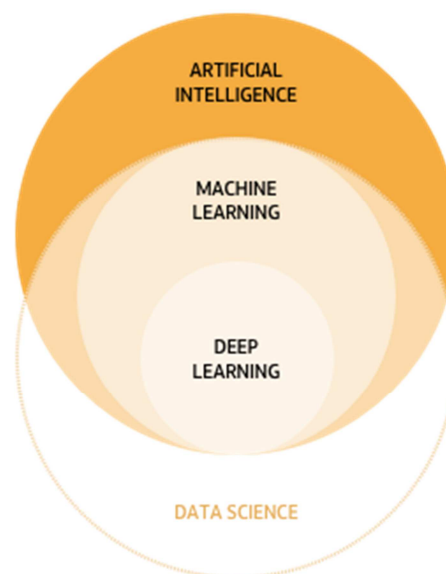 ARTIFICIAL
INTELLIGENCE
MACHINE
LEARNING
DEEP
LEARNING
DATA SCIENCE